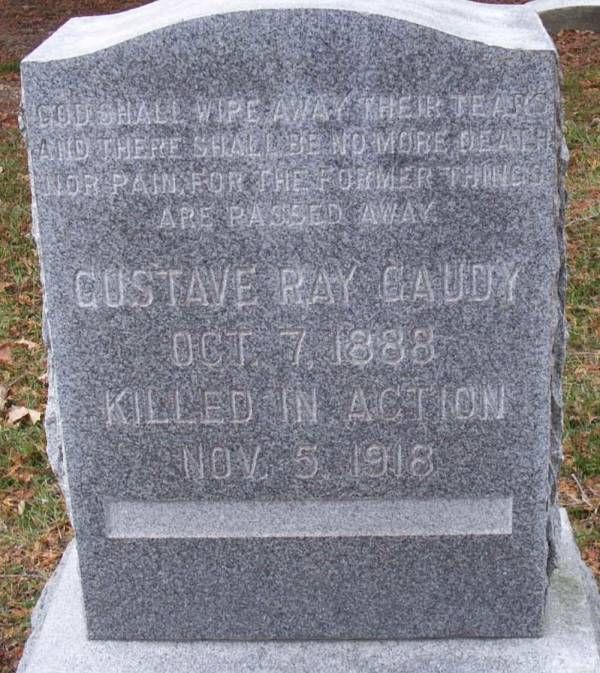 GOD SHALL WIPE AWAY THEIR TEARS
AND THERE SHALL BE NO MORE DEATH
NOR PAIN, FOR THE FORMER THINGS
ARE PASSED AWAY
GUSTAVE RAY GAUDY
OCT. 7, 1888
KILLED IN ACTION
NOV. 5 1918